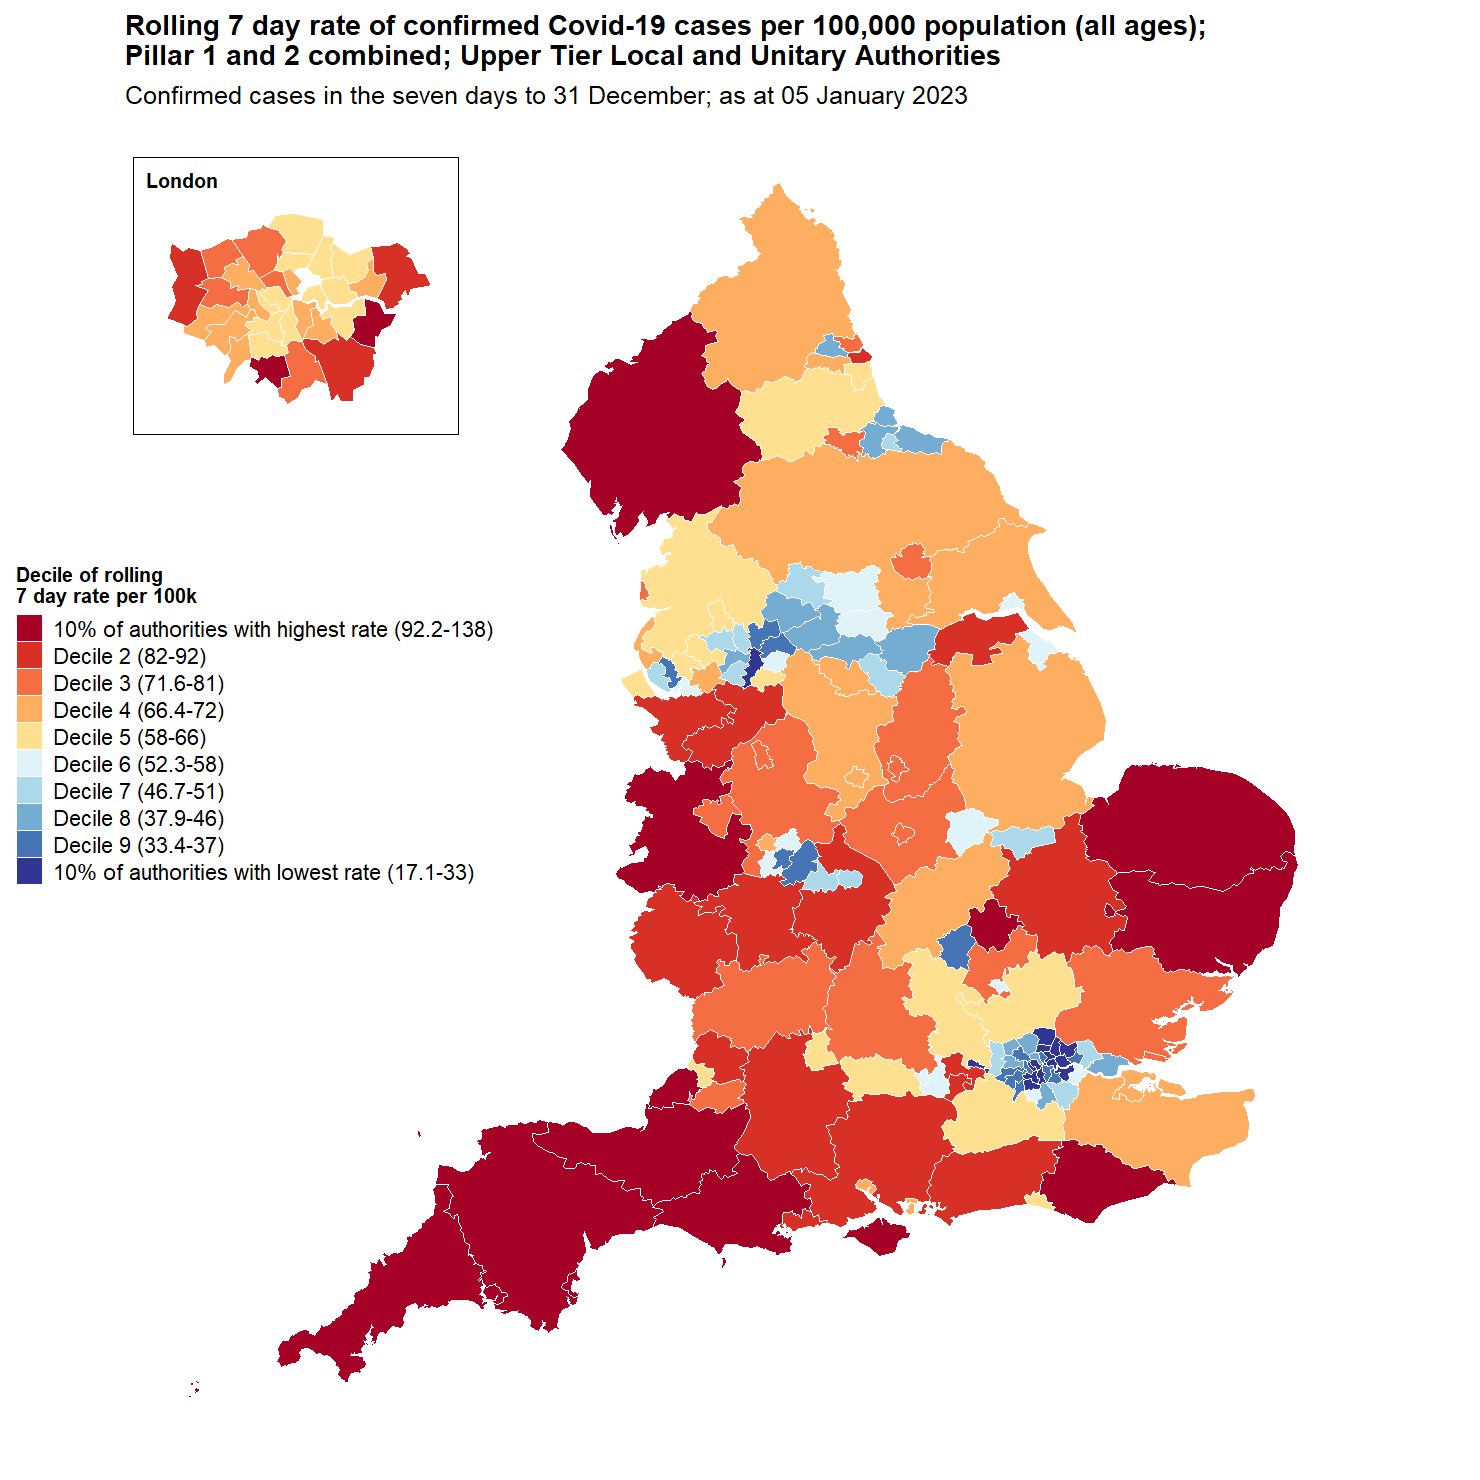 Rolling 7 day rate of confirmed Covid-19 cases per 100,000 population (all ages);
Pillar 1 and 2 combined; Upper Tier Local and Unitary Authorities
Confirmed cases in the seven days to 31 December; as at 05 January 2023
London
Decile of rolling
7 day rate per 100k
10% of authorities with highest rate (92.2-138)
Decile 2 (82-92)
Decile 3 (71.6-81)
Decile 4 (66.4-72)
Decile 5 (58-66)
Decile 6 (52.3-58)
Decile 7 (46.7-51)
Decile 8 (37.9-46)
Decile 9 (33.4-37)
10% of authorities with lowest rate (17.1-33)